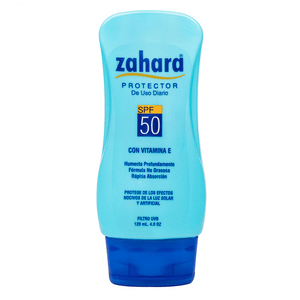 zahara
PROTECTOR
De Uso Diario
SPF
50
CON VITAMINA E
Humecta Profundamente
Fórmula No Grasosa
Rápida Absorción
PROTEGE DE LOS EFECTOS
NOCIVOS DE LA LUZ SOLAR
Y ARTIFICIAL
FILTRO UVB
120 mL, 4.0 OZ